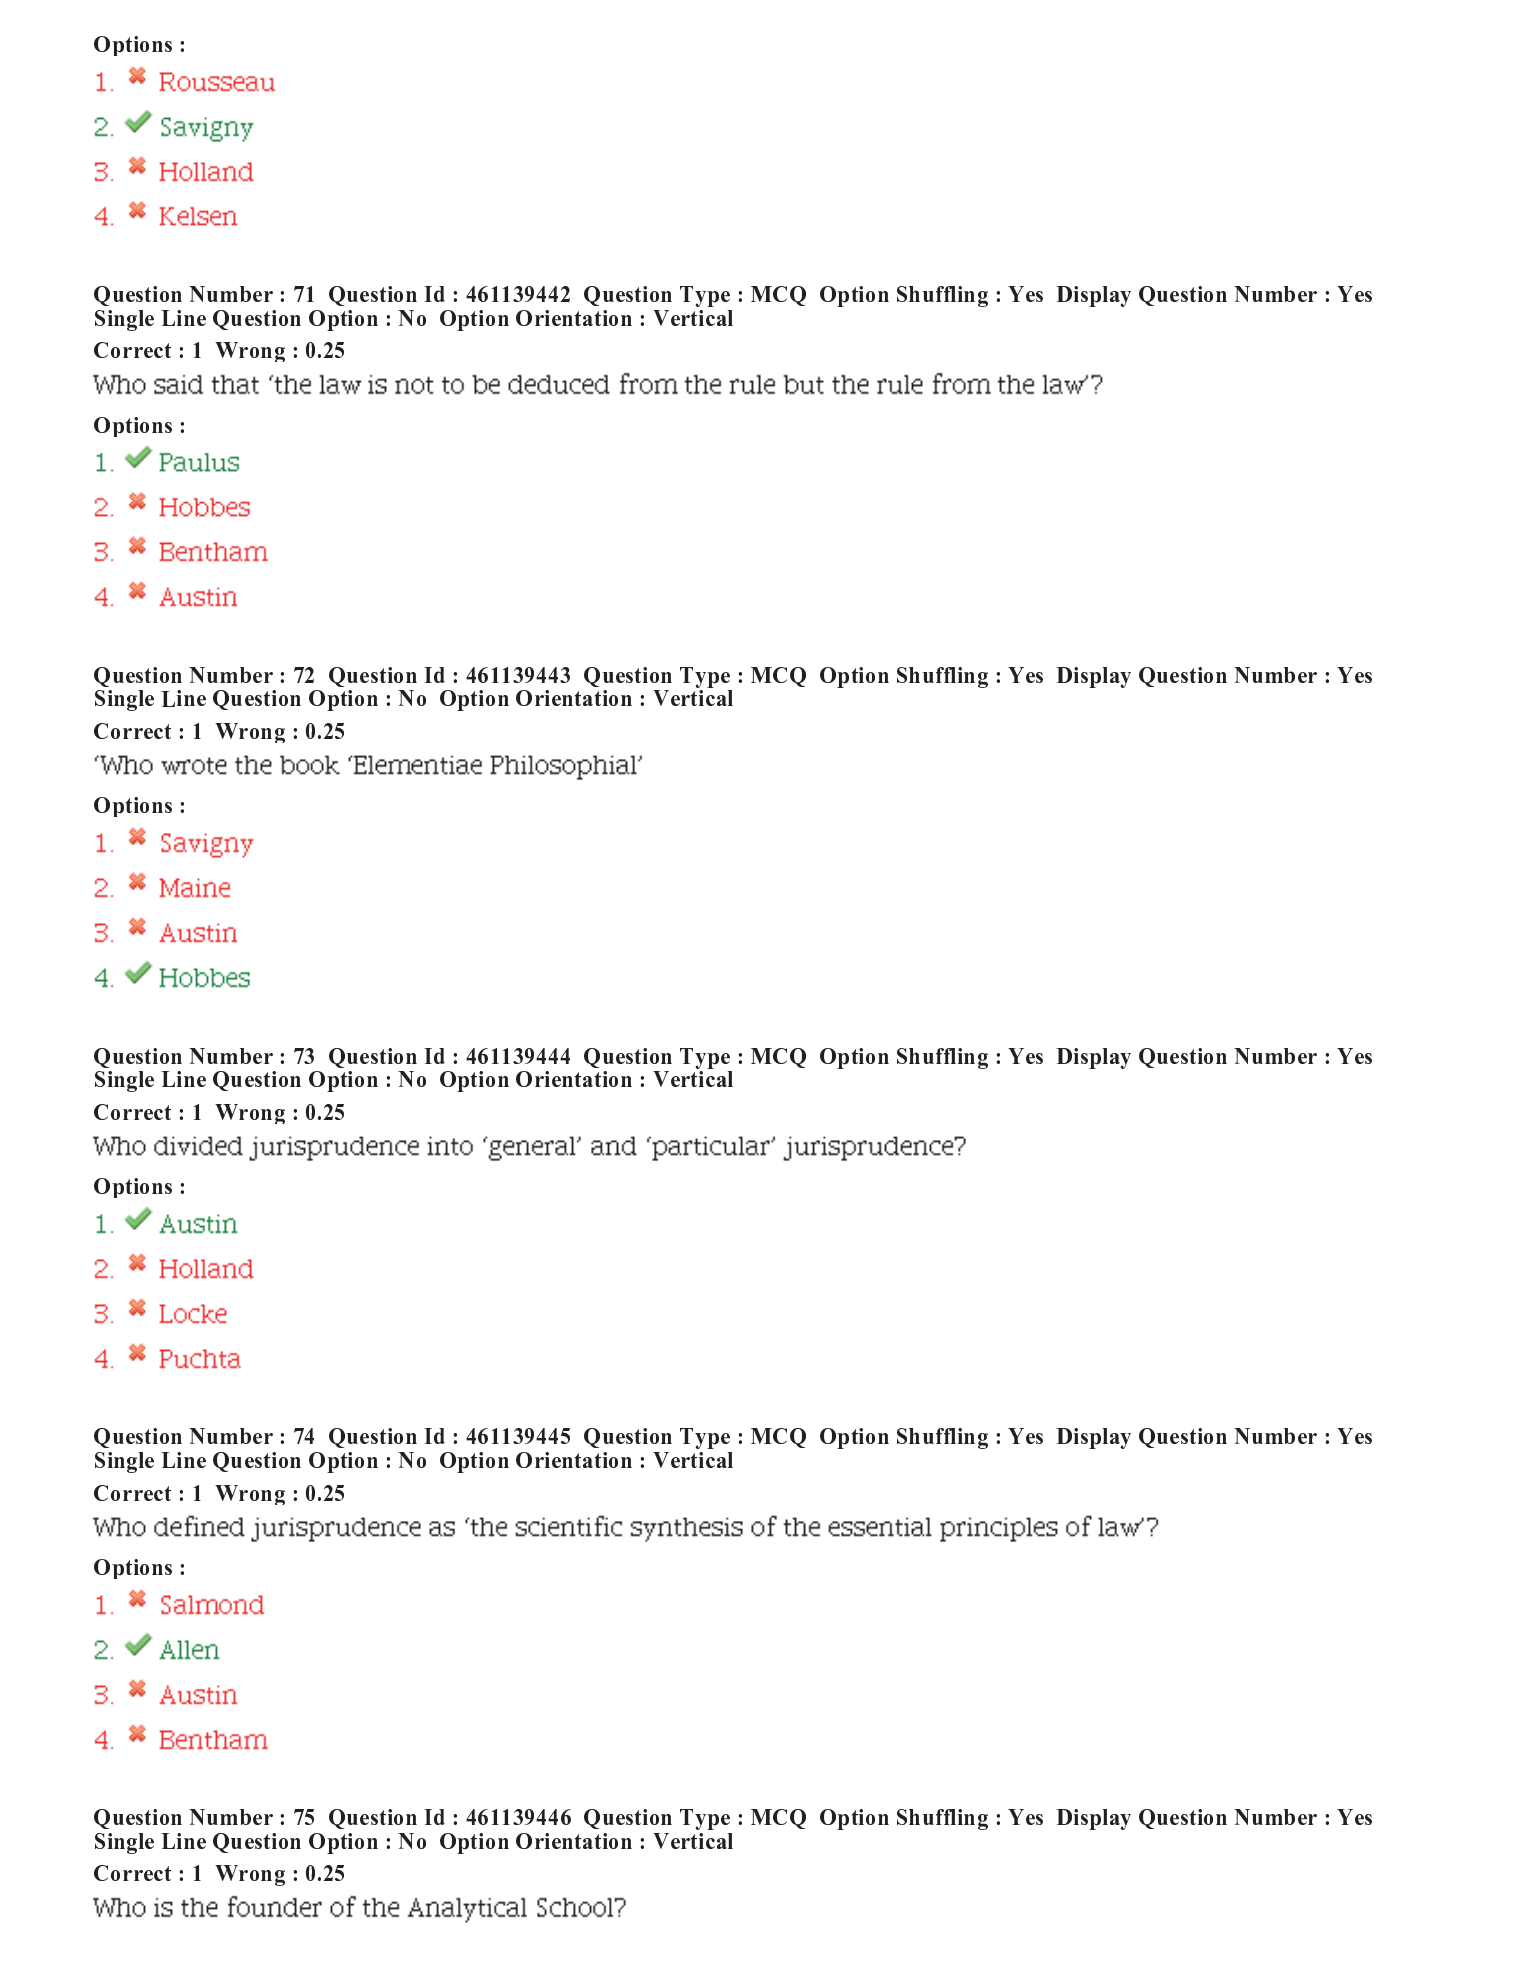 Options :
1. Rousseau
2. Savigny
3. Holland
4. Kelsen
Question Number : 71 Question Id : 461139442 Question Type : MCQ Option Shuffling : Yes Display Question Number : Yes
Single Line Question Option : No Option Orientation : Vertical
Correct : 1 Wrong : 0.25
Who said that ‘the law is not to be deduced from the rule but the rule from the law’?
Options :
1. Paulus
2. Hobbes
3. Bentham
4. Austin
Question Number : 72 Question Id : 461139443 Question Type : MCQ Option Shuffling : Yes Display Question Number : Yes
Single Line Question Option : No Option Orientation : Vertical
Correct : 1 Wrong : 0.25
‘Who wrote the book ‘Elementiae Philosophial’
Options :
1. Savigny
2. Maine
3. Austin
4. Hobbes
Question Number : 73 Question Id : 461139444 Question Type : MCQ Option Shuffling : Yes Display Question Number : Yes
Single Line Question Option : No Option Orientation : Vertical
Correct : 1 Wrong : 0.25
Who divided jurisprudence into ‘general’ and ‘particular’ jurisprudence?
Options :
1. Austin
2. Holland
3. Locke
4. Puchta
Question Number : 74 Question Id : 461139445 Question Type : MCQ Option Shuffling : Yes Display Question Number : Yes
Single Line Question Option : No Option Orientation : Vertical
Correct : 1 Wrong : 0.25
Who defined jurisprudence as ‘the scientific synthesis of the essential principles of law’?
Options :
1. Salmond
2. Allen
3. Austin
4. Bentham
Question Number : 75 Question Id : 461139446 Question Type : MCQ Option Shuffling : Yes Display Question Number : Yes
Single Line Question Option : No Option Orientation : Vertical
Correct : 1 Wrong : 0.25
Who is the founder of the Analytical School?